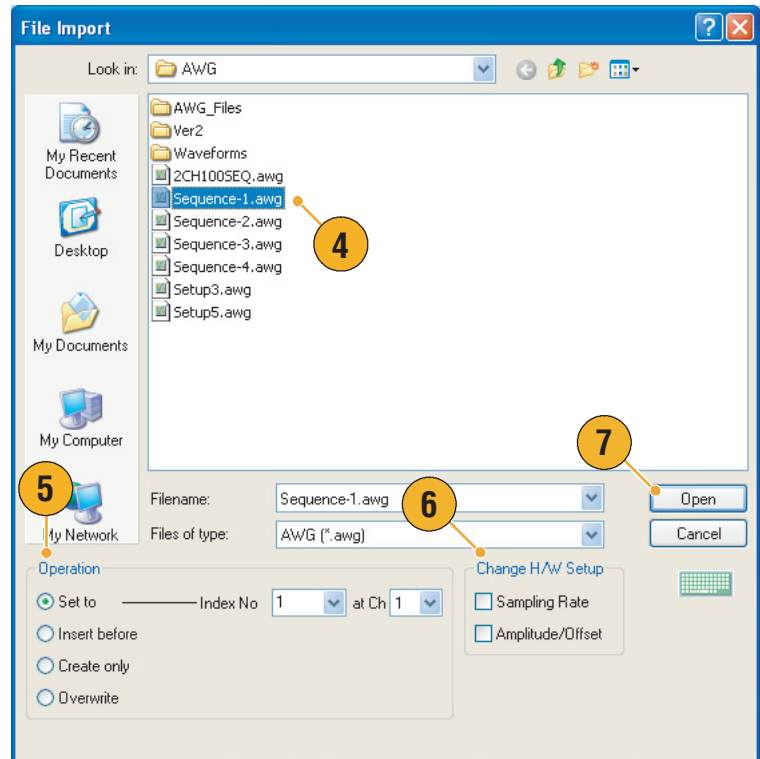 File Import
Look in: AWG
My Recent
Documents
Desktop
My Documents
My Computer
My Network
AWG_Files
Ver2
Waveforms
2CH100SEQ.awg
Sequence-1.awg
Sequence-2.awg
Sequence-3.awg
Sequence-4.awg
Setup3.awg
Setup5.awg
4
7
5
6
Filename: Sequence-1.awg Open
Files of type: AWG (*.awg) Cancel
Operation
Set to Index No 1 at Ch 1
Insert before
Create only
Overwrite
Change H/W Setup
Sampling Rate
Amplitude/Offset